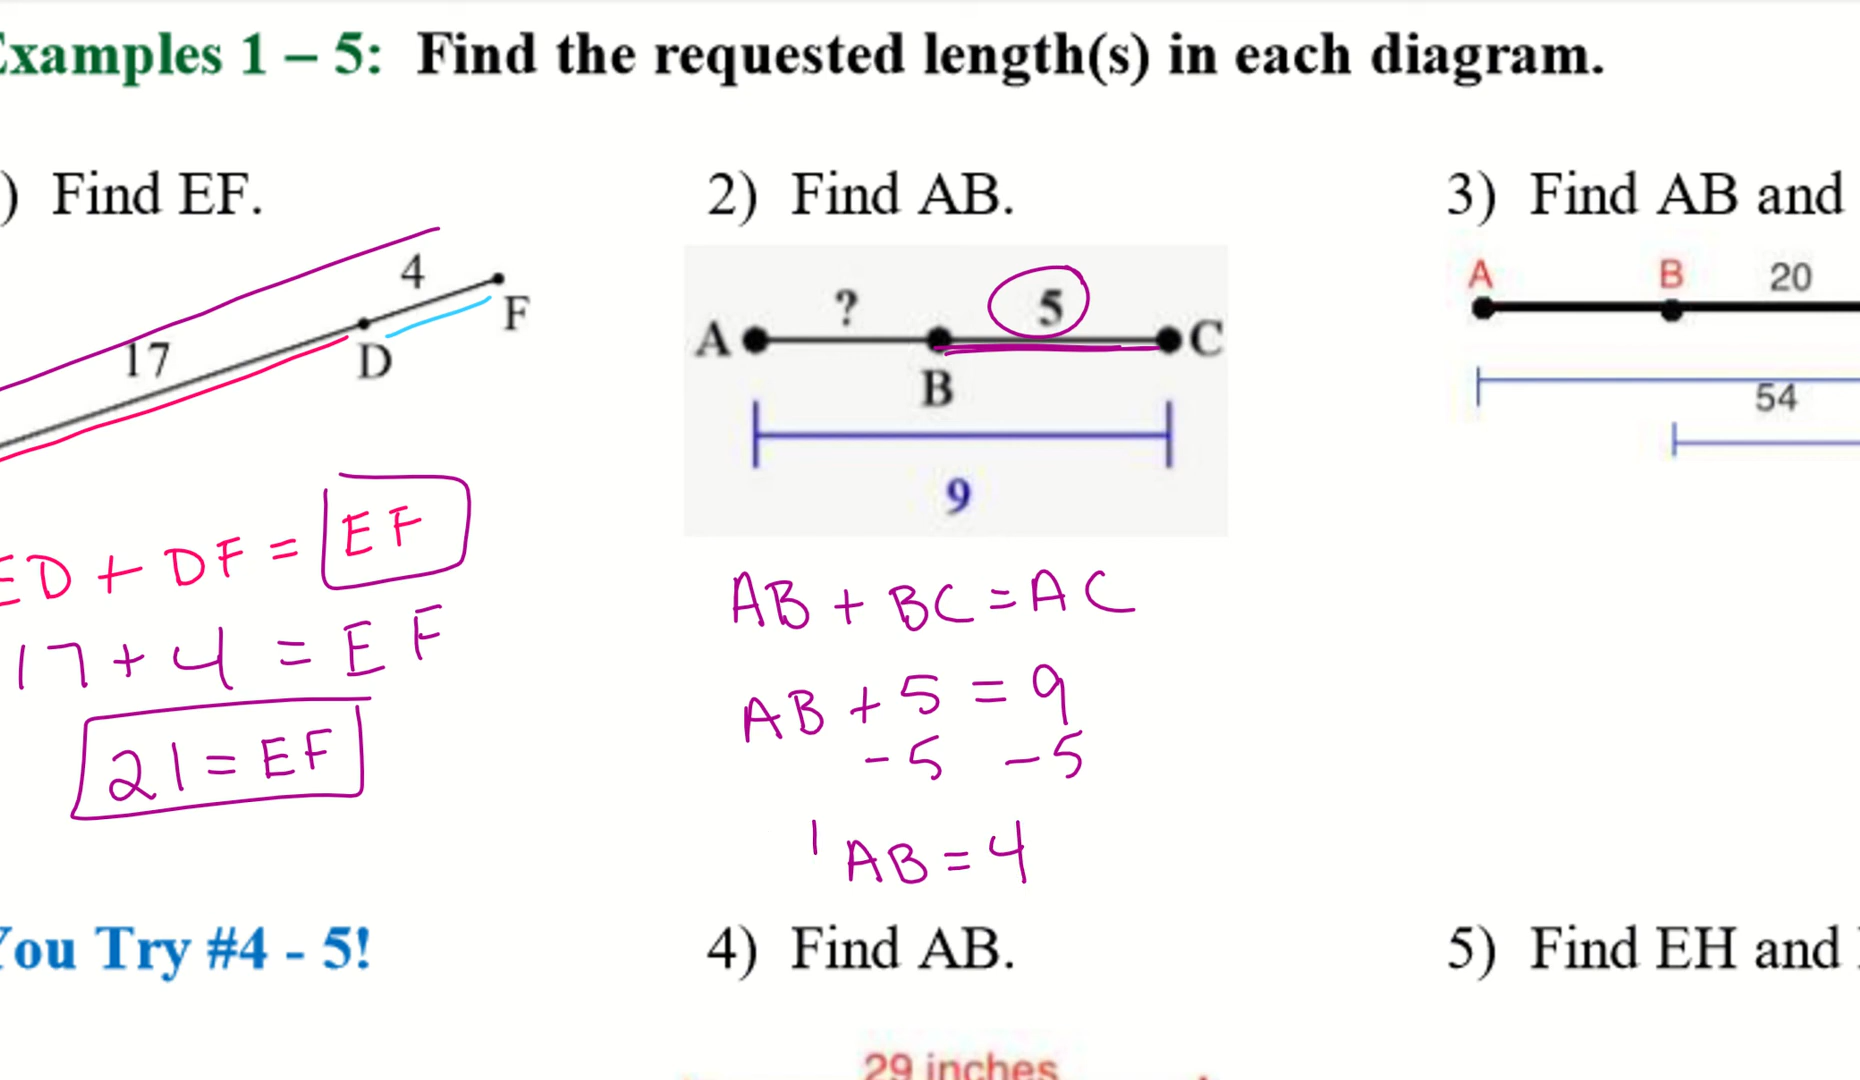 Examples 1 – 5: Find the requested length(s) in each diagram.
) Find EF.
4
F
17
D
ED + DF = EF
17 + 4 = EF
21 = EF
2) Find AB.
? 5
A C
B
9
AB + BC = AC
AB + 5 = 9
-5 -5
AB = 4
3) Find AB and
A B 20
54
You Try #4 - 5!
4) Find AB.
29 inches
5) Find EH and